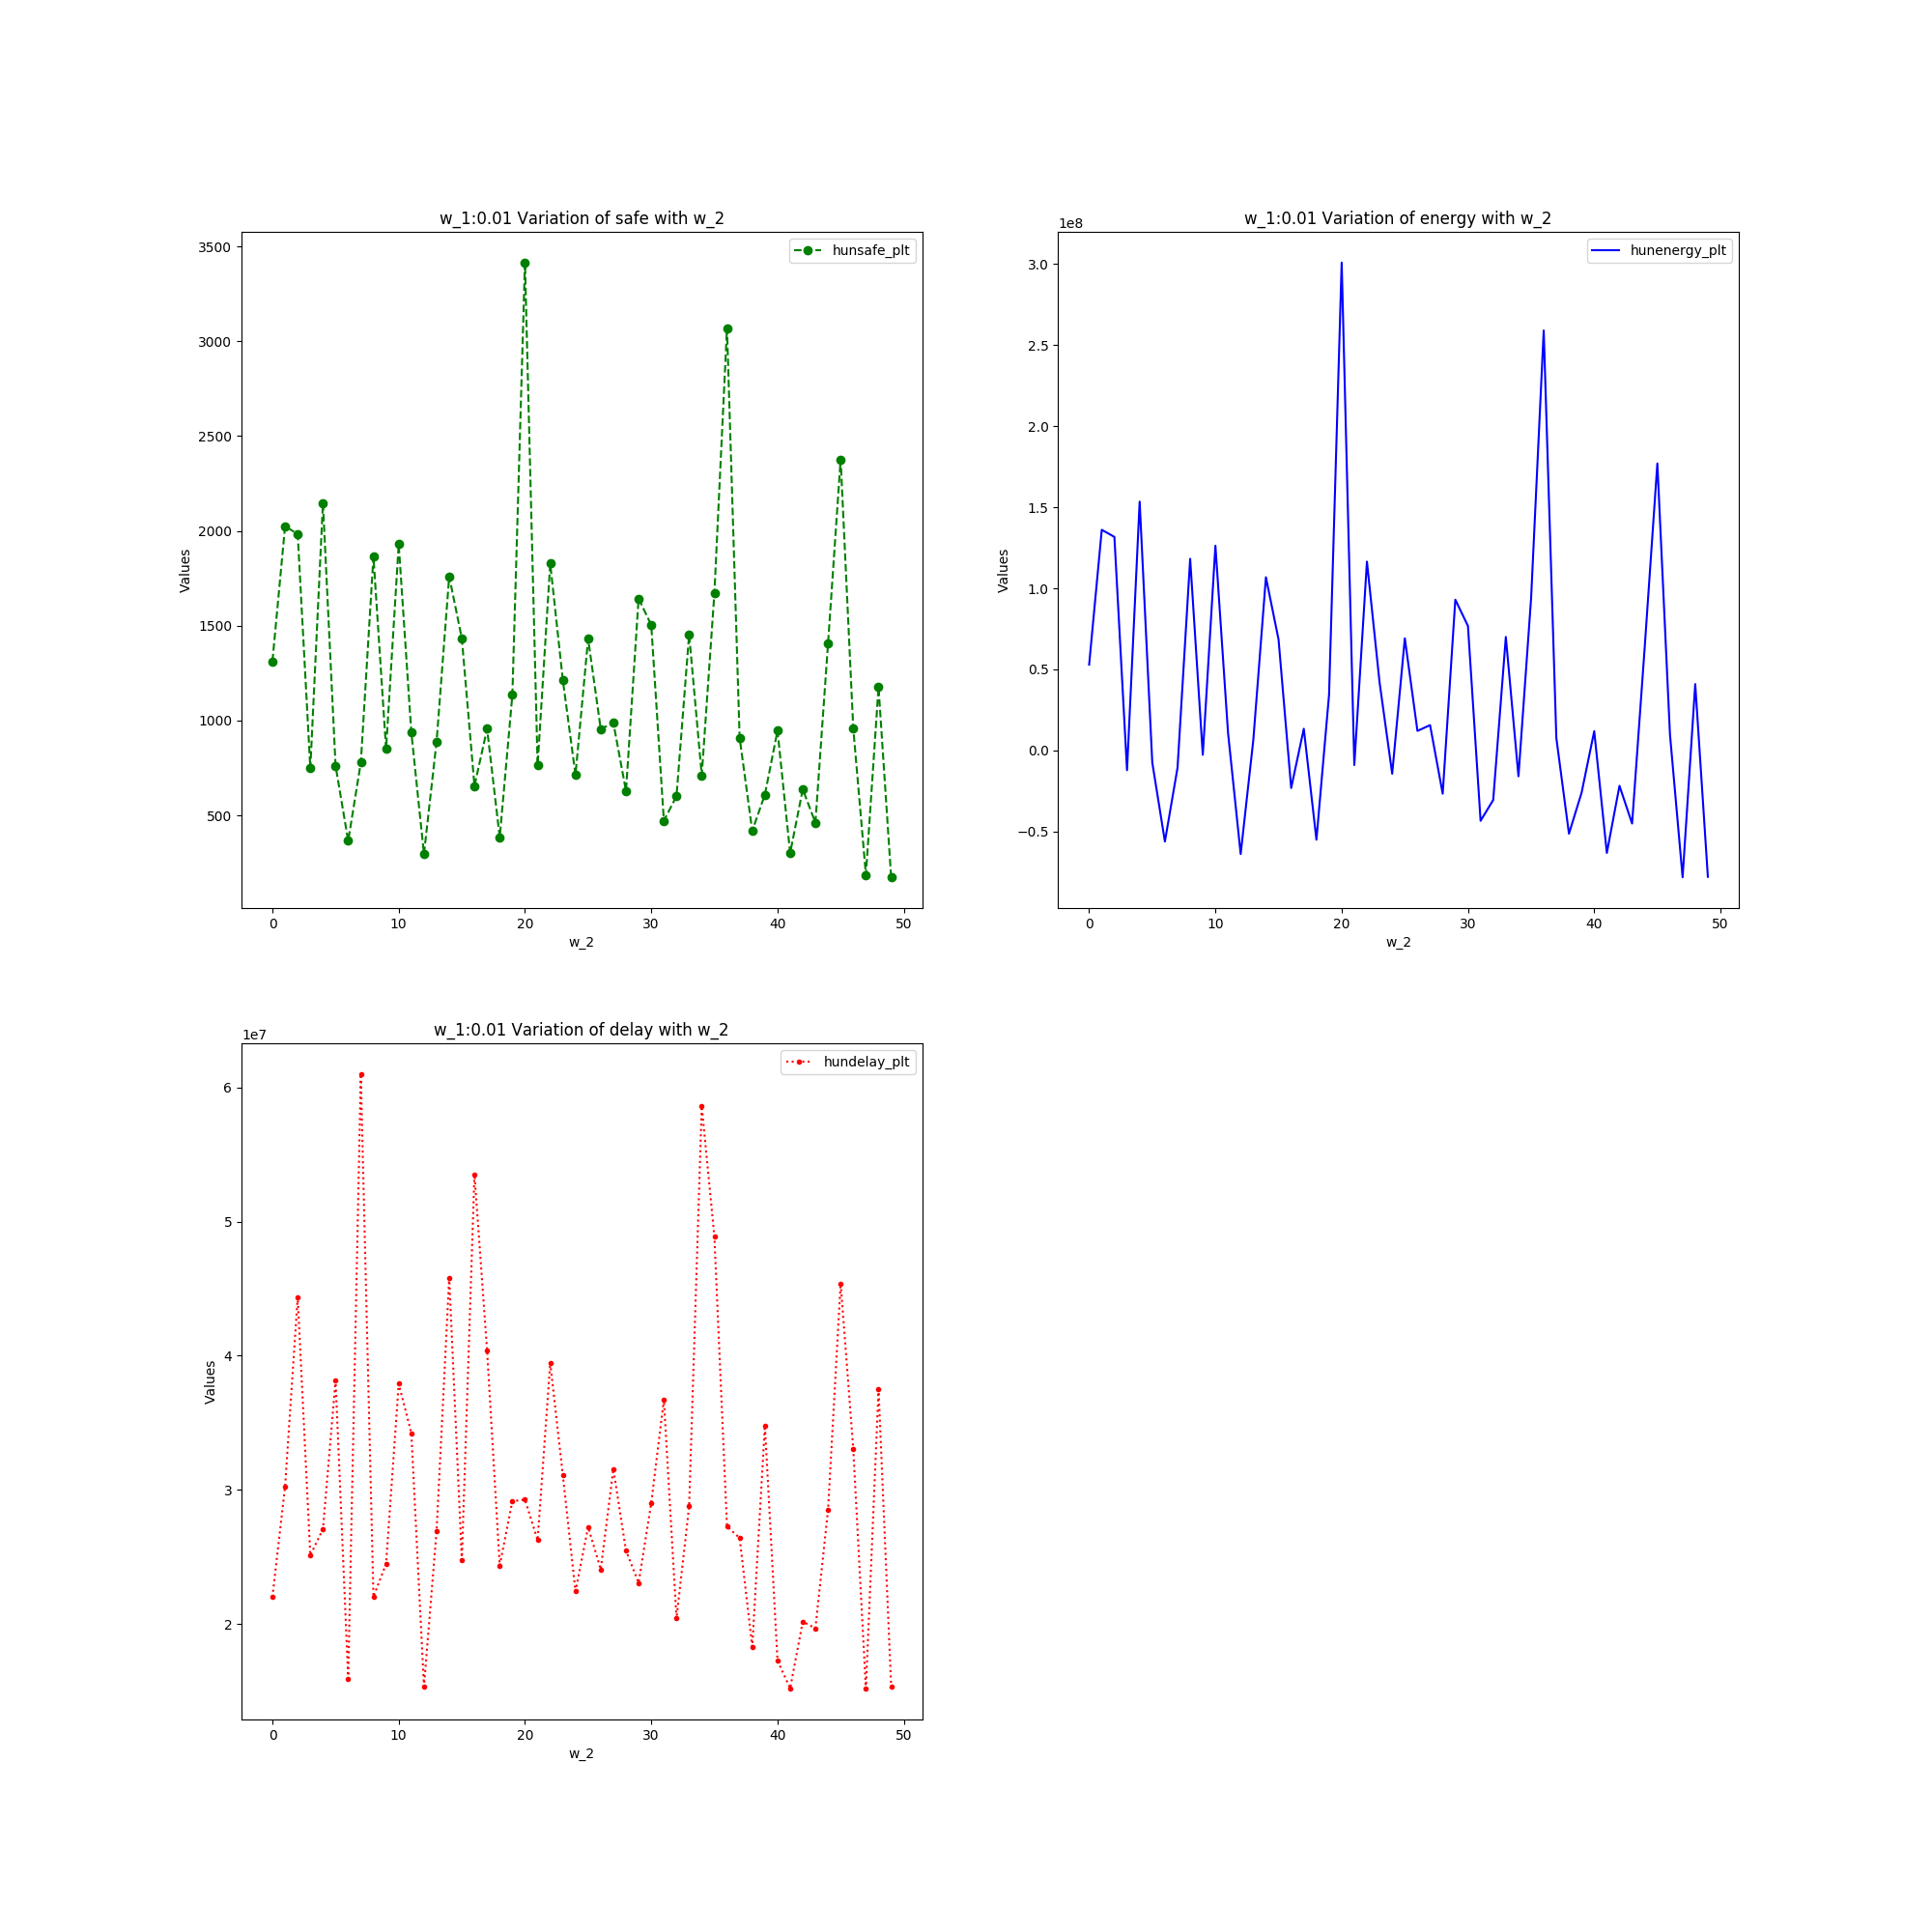 w_1:0.01 Variation of safe with w_2
hunsafe_plt
3500
3000
2500
2000
1500
1000
500
Values
0 10 20 30 40 50
w_2
w_1:0.01 Variation of energy with w_2
1e8
hunenergy_plt
3.0
2.5
2.0
1.5
1.0
0.5
0.0
−0.5
Values
0 10 20 30 40 50
w_2
w_1:0.01 Variation of delay with w_2
1e7
hundelay_plt
6
5
4
3
2
Values
0 10 20 30 40 50
w_2